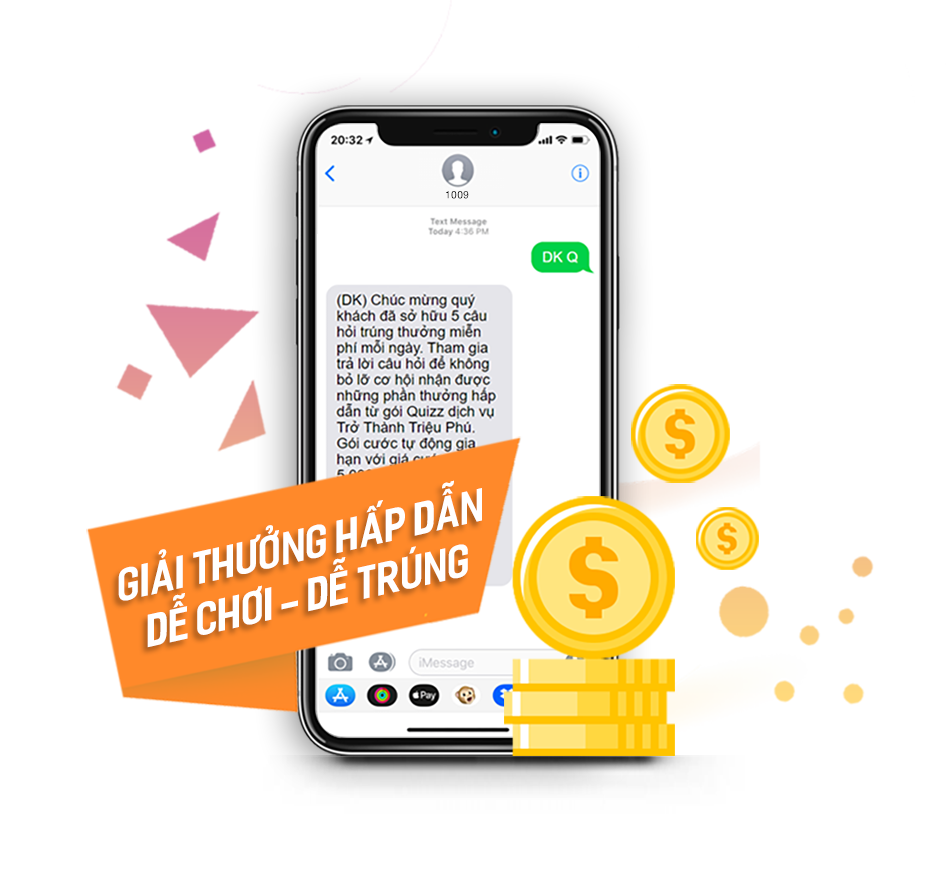 20:32
1009
Text Message
Today 4:36 PM
DK Q
(DK) Chúc mừng quý
khách đã sở hữu 5 câu
hỏi trúng thưởng miễn
phí mỗi ngày. Tham gia
trả lời câu hỏi để không
bỏ lỡ cơ hội nhận được
những phần thưởng hấp
dẫn từ gói Quizz dịch vụ
Trở Thành Triệu Phú.
Gói cước tự động gia
hạn với giá
GIẢI THƯỞNG HẤP DẪN
DỄ CHƠI – DỄ TRÚNG
iMessage
Pay
$
$
$